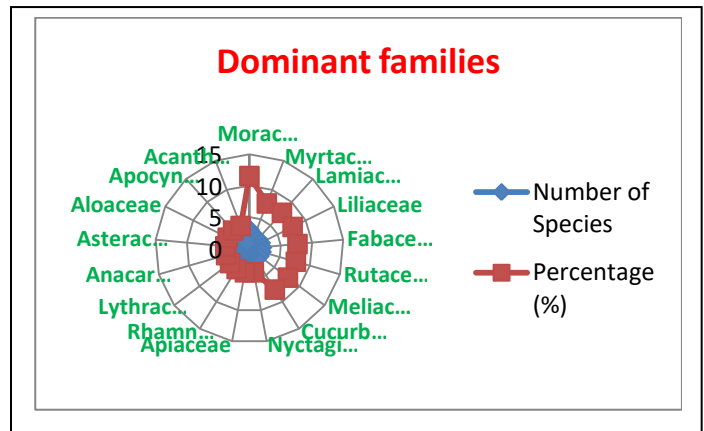 Dominant families
Morac...
Myrtac...
Lamiac...
Liliaceae
Fabace...
Rutace...
Meliac...
Cucurb...
Nyctagi...
Apiaceae
Rhamn...
Lythrac...
Anacar...
Asterac...
Aloaceae
Apocyn...
Acanth...
15
10
5
0
Number of
Species
Percentage
(%)